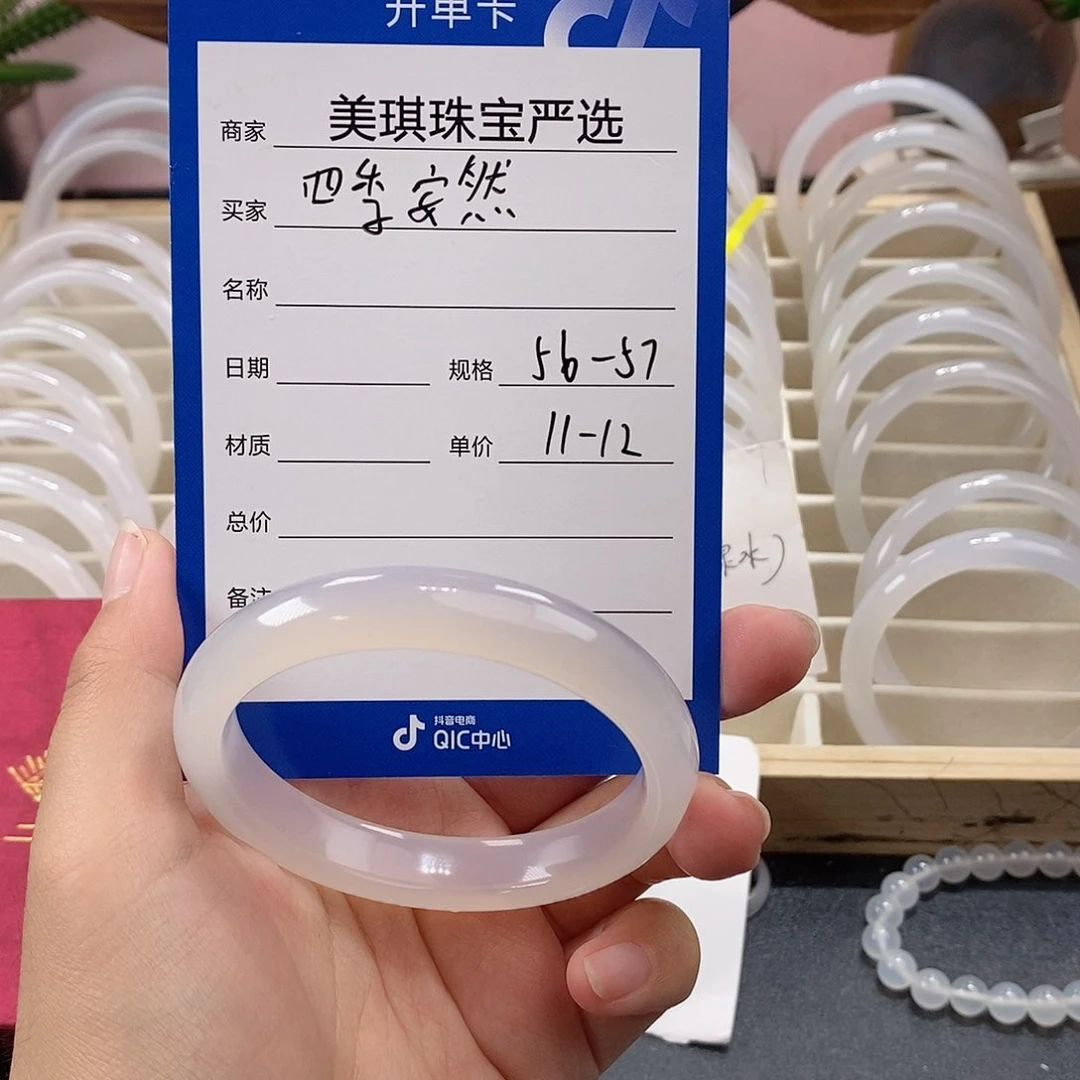 开单卡
商家 美琪珠宝严选
买家 四季安然
名称
日期 规格 56-57
材质 单价 11-12
总价
备注
抖音电商
QIC中心
水)